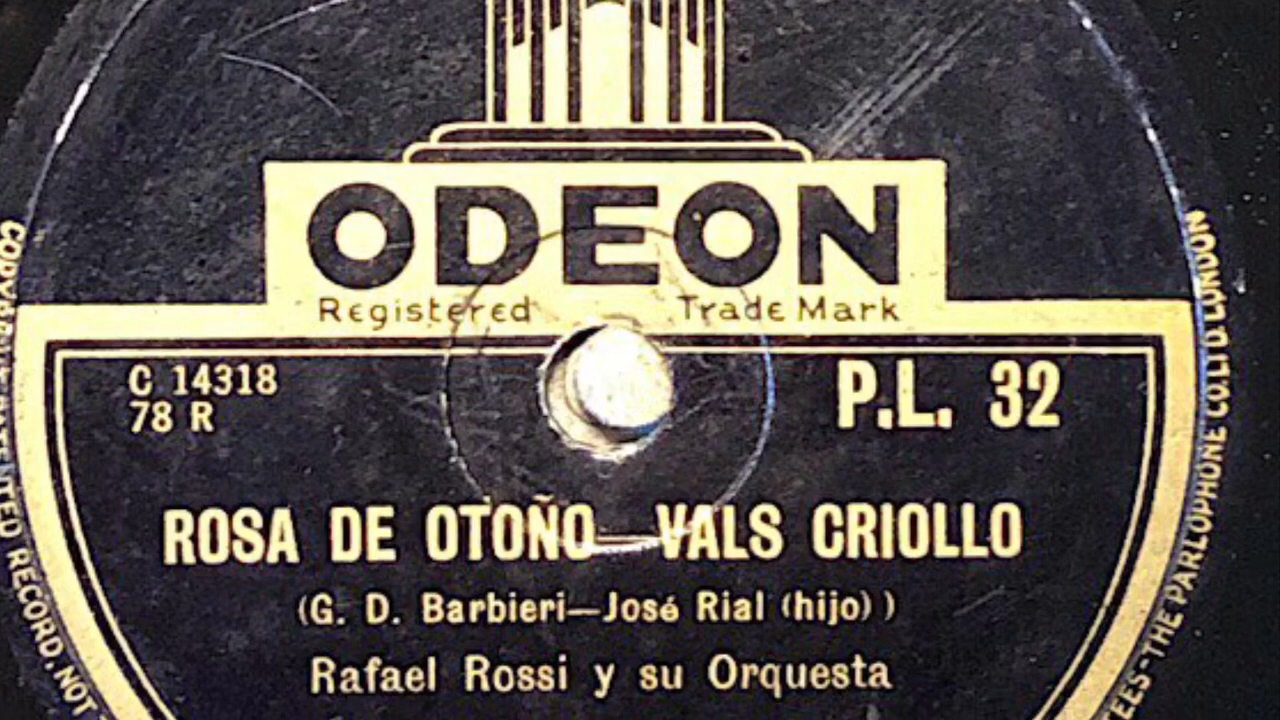 ODEON
Registered Trade Mark
C 14318
78 R
P.L. 32
ROSA DE OTOÑO—VALS CRIOLLO
(G. D. Barbieri—José Rial (hijo) )
Rafael Rossi y su Orquesta
RECORD. NOT
THE PARLOPHONE CO. LTD. LONDON